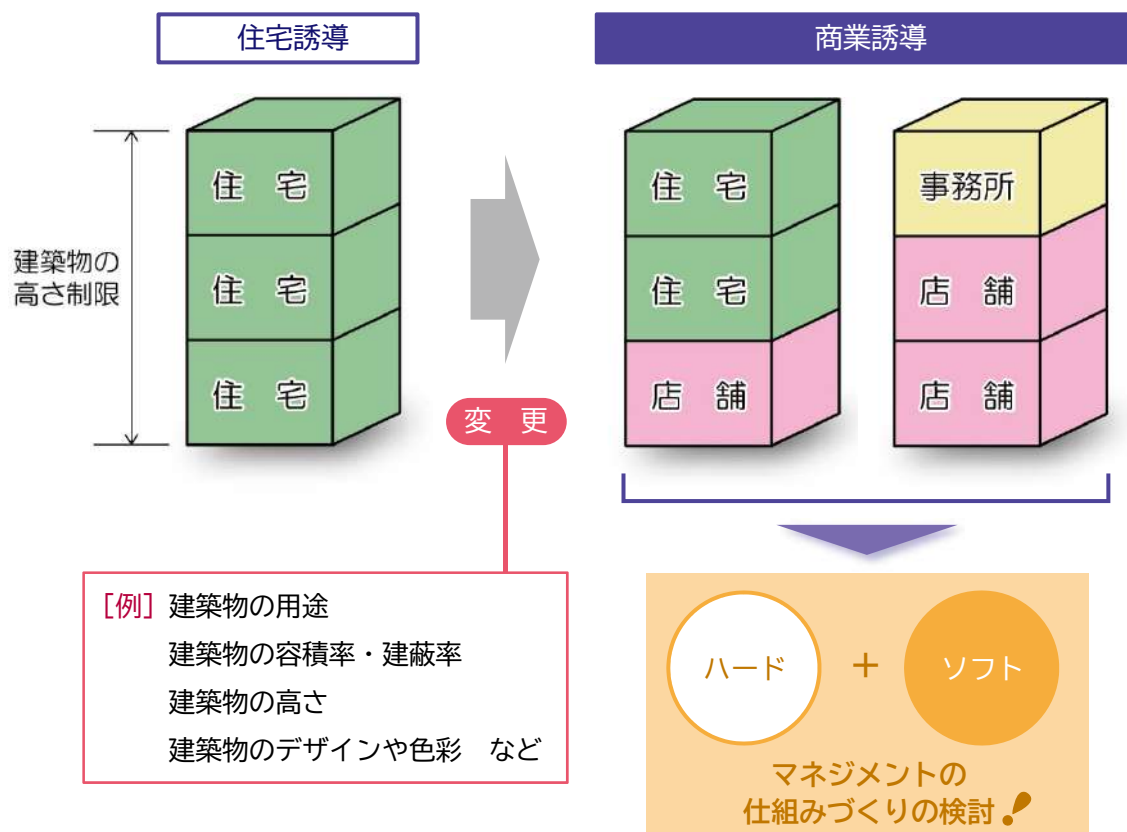 住宅誘導
商業誘導
建築物の
高さ制限
住　宅
住　宅
住　宅
住　宅
住　宅
店　舗
事務所
店　舗
店　舗
変　更
［例］建築物の用途
建築物の容積率・建蔽率
建築物の高さ
建築物のデザインや色彩　など
ハード
＋
ソフト
マネジメントの
仕組みづくりの検討！